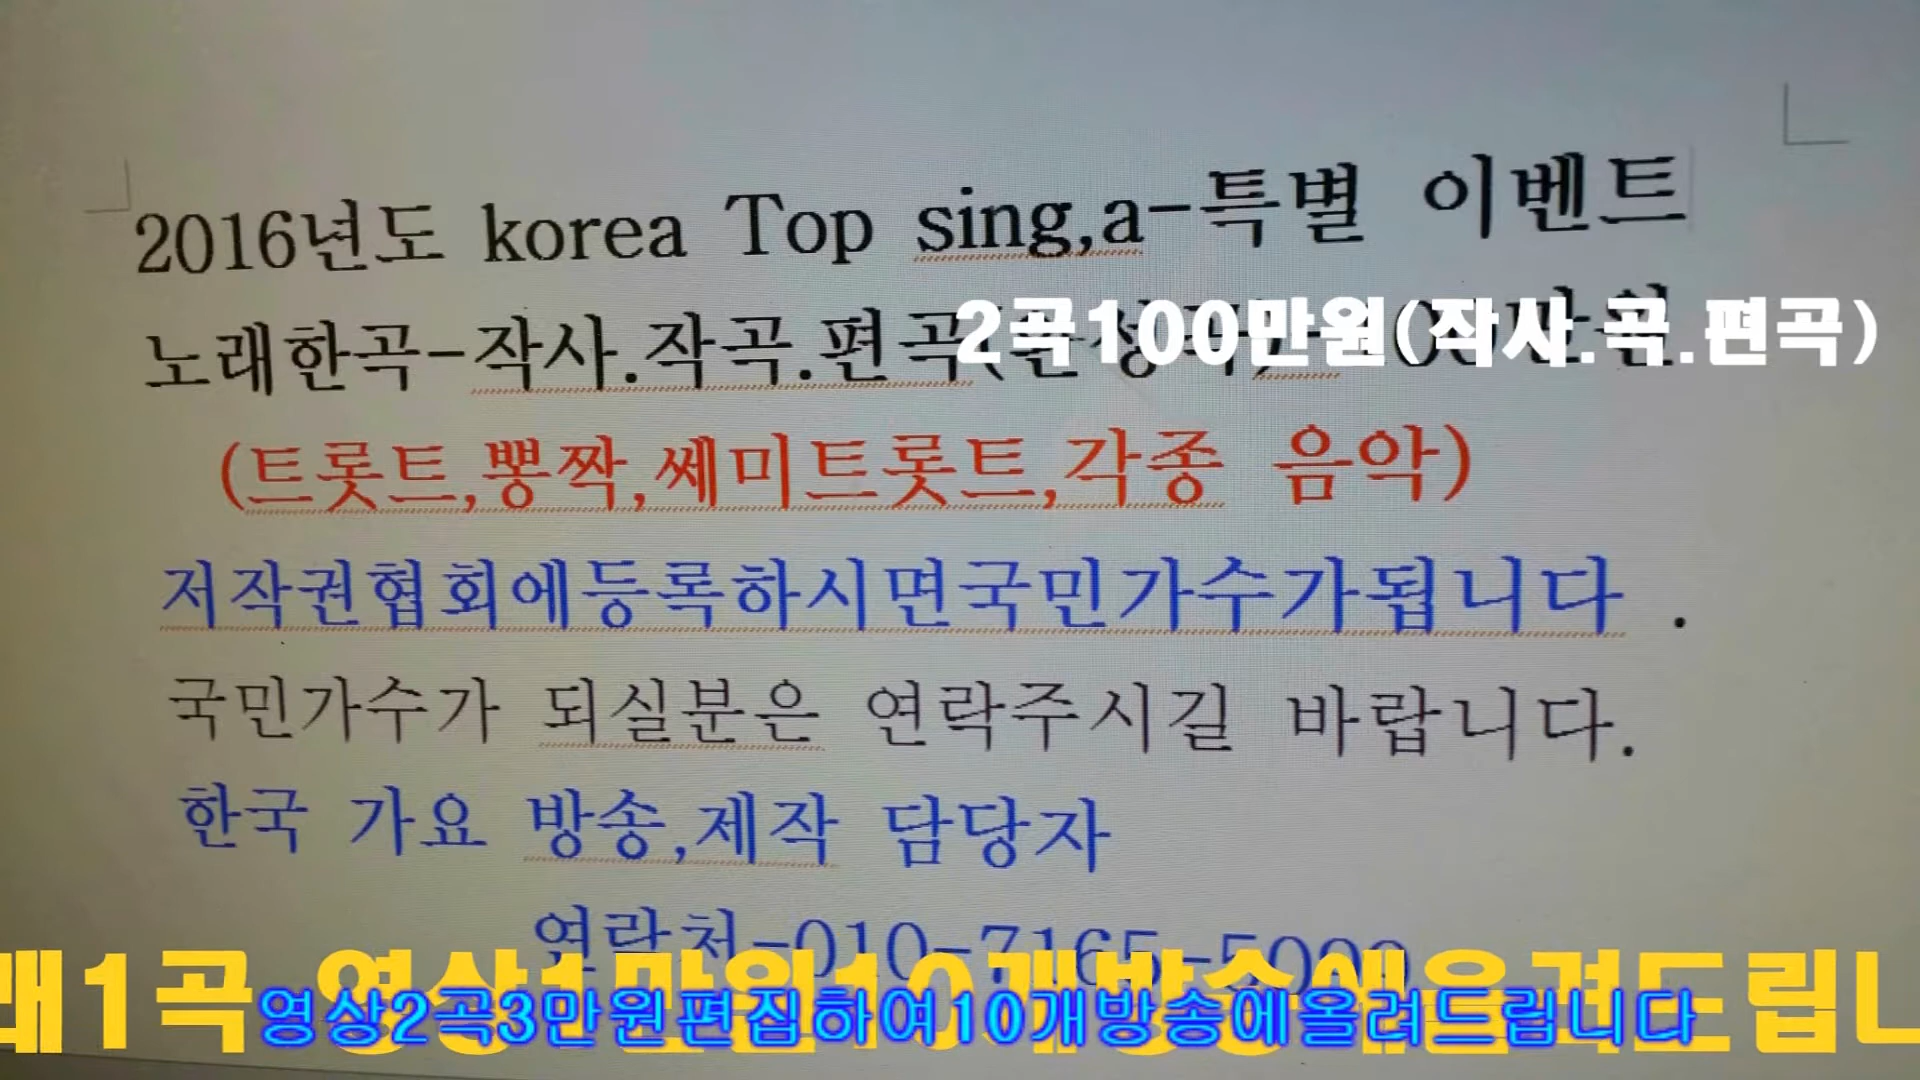 2016년도 korea Top sing,a-특별 이벤트
노래한곡-작사.작곡.편곡
2곡100만원(작사.곡.편곡)
(트롯트,뽕짝,쎄미트롯트,각종 음악)
저작권협회에등록하시면국민가수가됩니다 .
국민가수가 되실분은 연락주시길 바랍니다.
한국 가요 방송,제작 담당자
연락처-010-7165-5009
래1곡 영상1만원10개방송에올려드립니
영상2곡3만원편집하여10개방송에올려드립니다